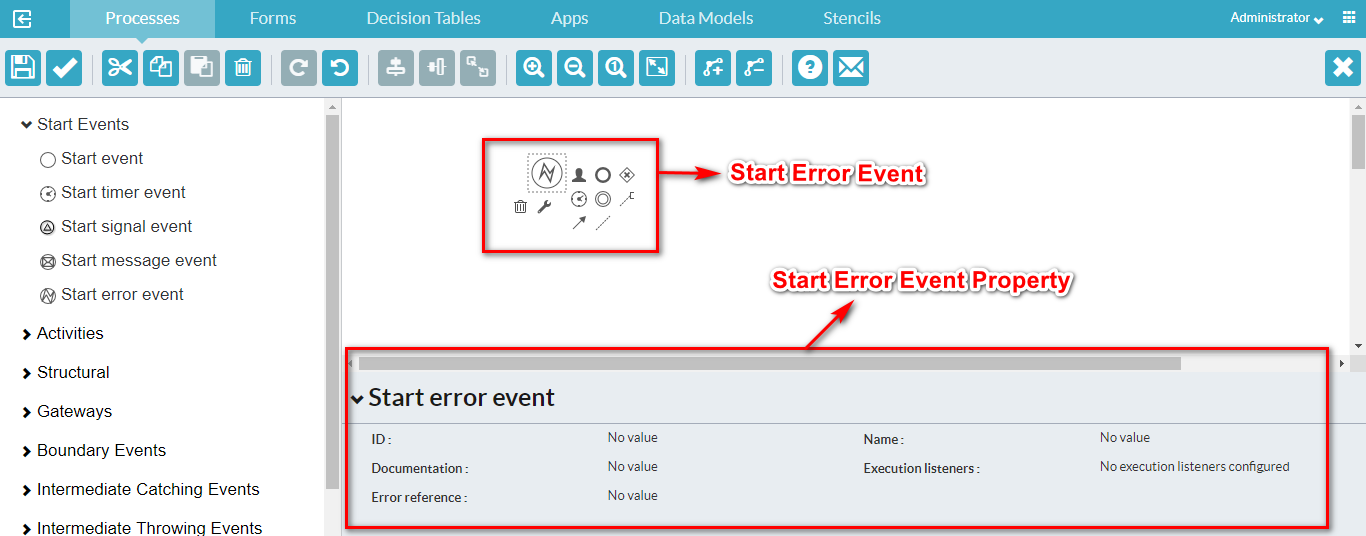 Processes Forms Decision Tables Apps Data Models Stencils Administrator
Start Events
Start event
Start timer event
Start signal event
Start message event
Start error event
Activities
Structural
Gateways
Boundary Events
Intermediate Catching Events
Intermediate Throwing Events
Start Error Event
Start Error Event Property
Start error event
ID : No value Name : No value
Documentation : No value Execution listeners : No execution listeners configured
Error reference : No value